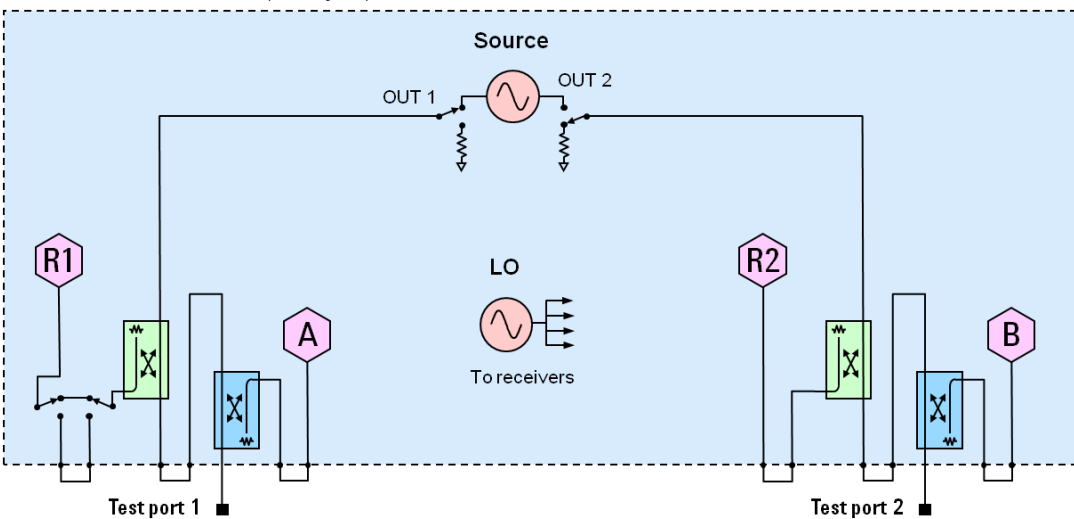 Source
OUT 1
OUT 2
R1
LO
R2
A
B
To receivers
Test port 1
Test port 2